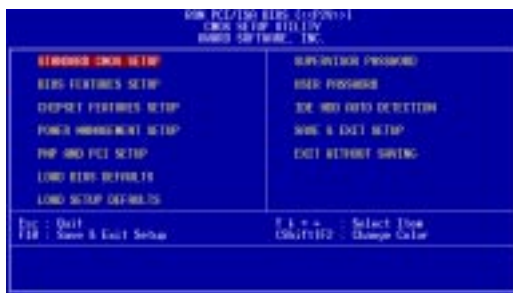 ROM PCI/ISA BIOS
CMOS SETUP UTILITY
AWARD SOFTWARE, INC.
STANDARD CMOS SETUP
BIOS FEATURES SETUP
CHIPSET FEATURES SETUP
POWER MANAGEMENT SETUP
PNP AND PCI SETUP
LOAD BIOS DEFAULTS
LOAD SETUP DEFAULTS
SUPERVISOR PASSWORD
USER PASSWORD
IDE HDD AUTO DETECTION
SAVE & EXIT SETUP
EXIT WITHOUT SAVING
Esc : Quit
F10 : Save & Exit Setup
↑ ↓ → ← : Select Item
(Shift)F2 : Change Color